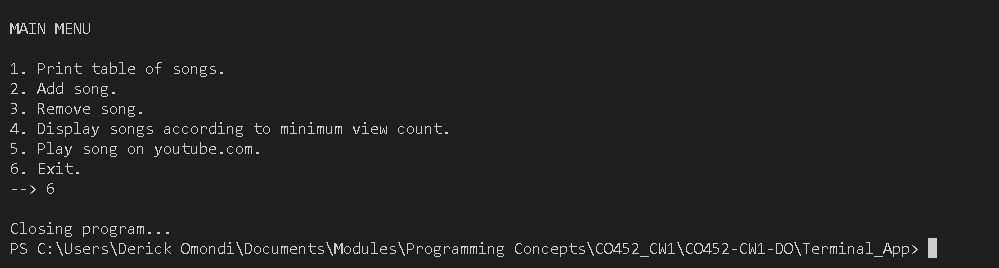 MAIN MENU
1. Print table of songs.
2. Add song.
3. Remove song.
4. Display songs according to minimum view count.
5. Play song on youtube.com.
6. Exit.
--> 6
Closing program...
PS C:\Users\Derick Omondi\Documents\Modules\Programming Concepts\CO452_CW1\CO452-CW1-DO\Terminal_App>